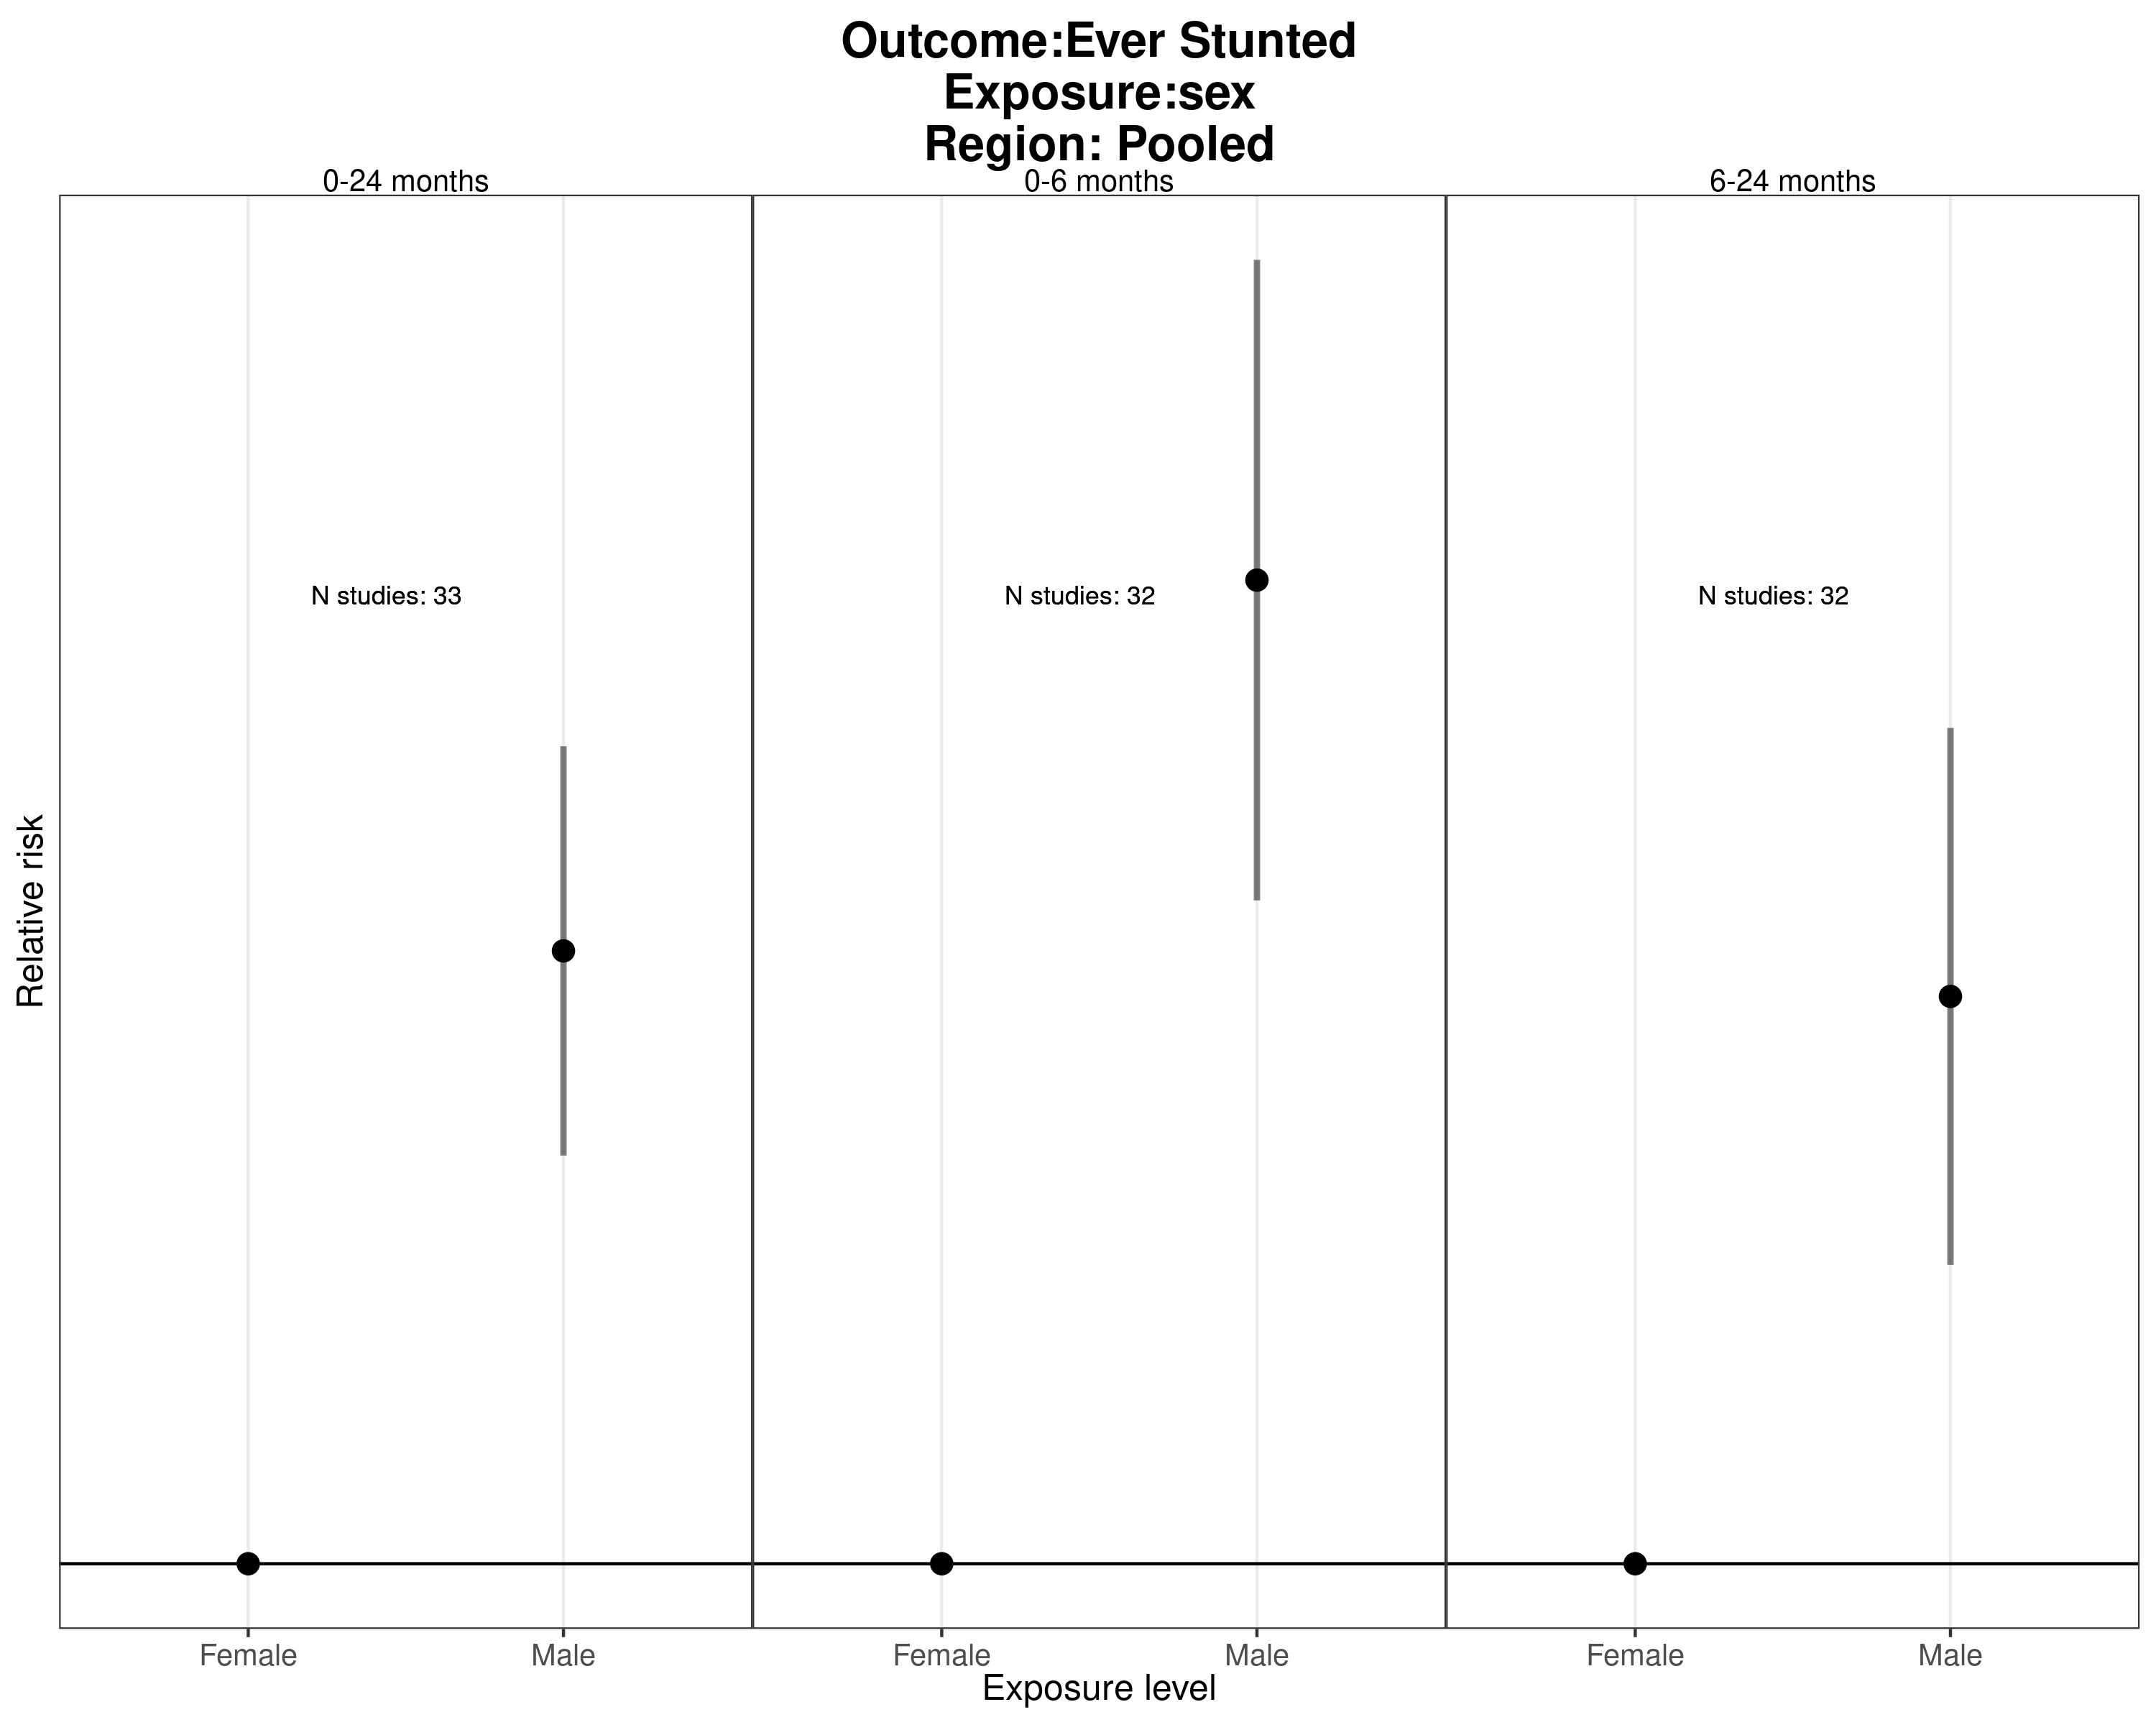 Outcome:Ever Stunted
Exposure:sex
Region: Pooled
0-24 months
0-6 months
6-24 months
N studies: 33
N studies: 32
N studies: 32
Relative risk
Female
Male
Female
Male
Female
Male
Exposure level